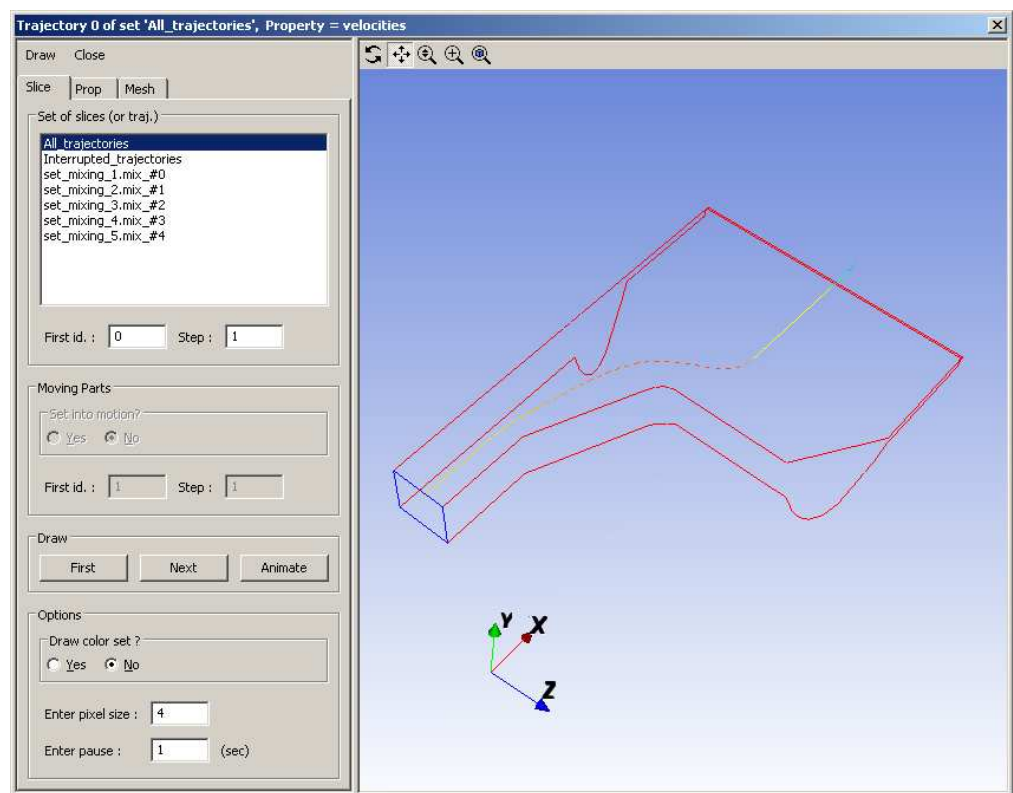 Trajectory 0 of set 'All_trajectories', Property = velocities
Draw Close
Slice Prop Mesh
Set of slices (or traj.)
All_trajectories
Interrupted_trajectories
set_mixing_1.mix_#0
set_mixing_2.mix_#1
set_mixing_3.mix_#2
set_mixing_4.mix_#3
set_mixing_5.mix_#4
First id. : 0 Step : 1
Moving Parts
Set into motion?
Yes No
First id. : 1 Step : 1
Draw
First Next Animate
Options
Draw color set ?
Yes No
Enter pixel size : 4
Enter pause : 1 (sec)
Y X
Z